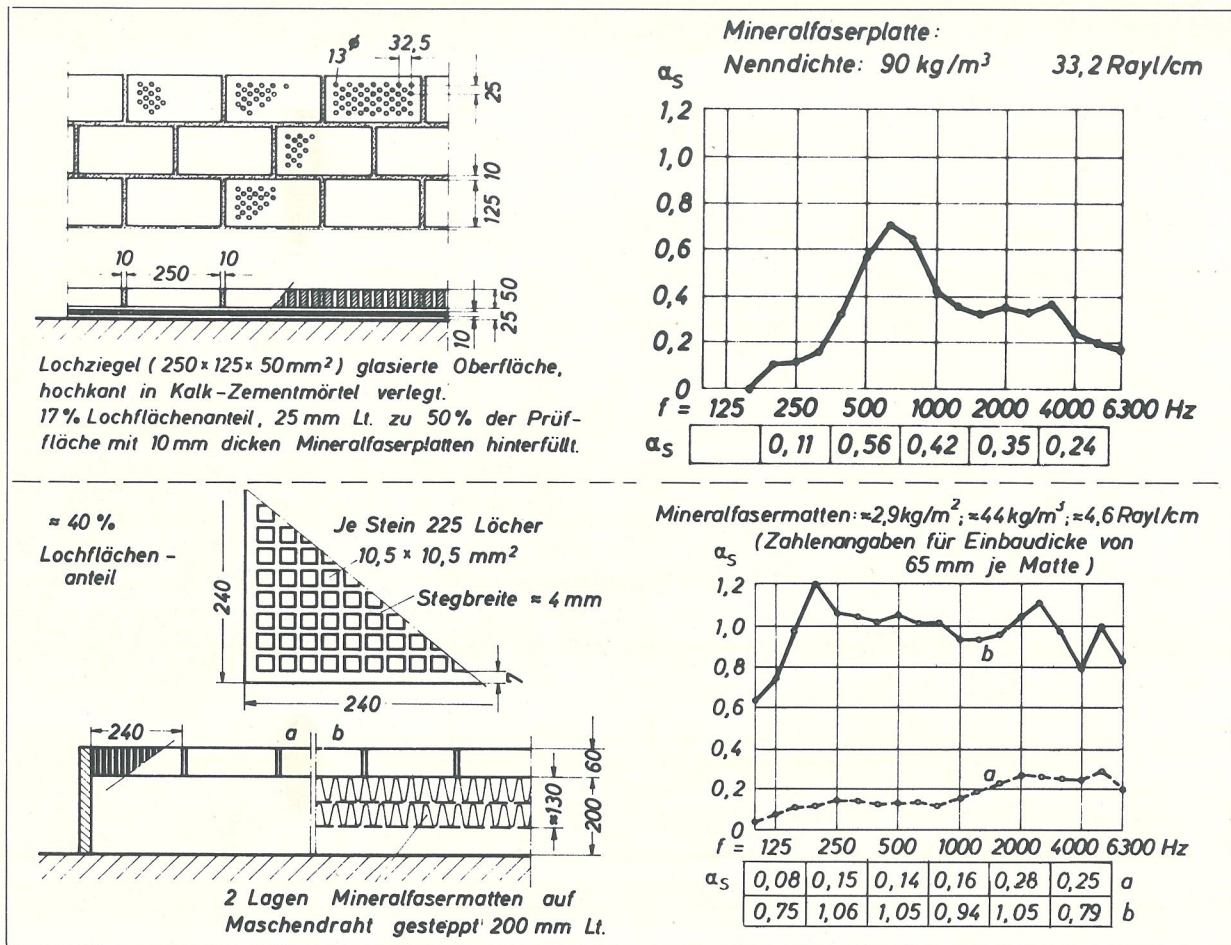 13ø 32,5
25
10
125
10 10
250
50
25
10
Lochziegel (250 x 125 x 50 mm²) glasierte Oberfläche,
hochkant in Kalk-Zementmörtel verlegt.
17% Lochflächenanteil, 25 mm Lt. zu 50% der Prüf-
fläche mit 10 mm dicken Mineralfaserplatten hinterfüllt.
Mineralfaserplatte:
Nenndichte: 90 kg/m³ 33,2 Rayl/cm
αS
1,2
1,0
0,8
0,6
0,4
0,2
0
f = 125 250 500 1000 2000 4000 6300 Hz
αS 0,11 0,56 0,42 0,35 0,24
≈ 40 %
Lochflächen-
anteil
Je Stein 225 Löcher
10,5 x 10,5 mm²
Stegbreite ≈ 4 mm
240
7
240
240 a b
60
≈130
200
2 Lagen Mineralfasermatten auf
Maschendraht gesteppt 200 mm Lt.
Mineralfasermatten: ≈2,9 kg/m²; ≈44 kg/m³; ≈4,6 Rayl/cm
(Zahlenangaben für Einbaudicke von
65 mm je Matte)
αS
1,2
1,0
b
0,8
0,6
0,4
a
0,2
0
f = 125 250 500 1000 2000 4000 6300 Hz
αS 0,08 0,15 0,14 0,16 0,28 0,25 a
0,75 1,06 1,05 0,94 1,05 0,79 b